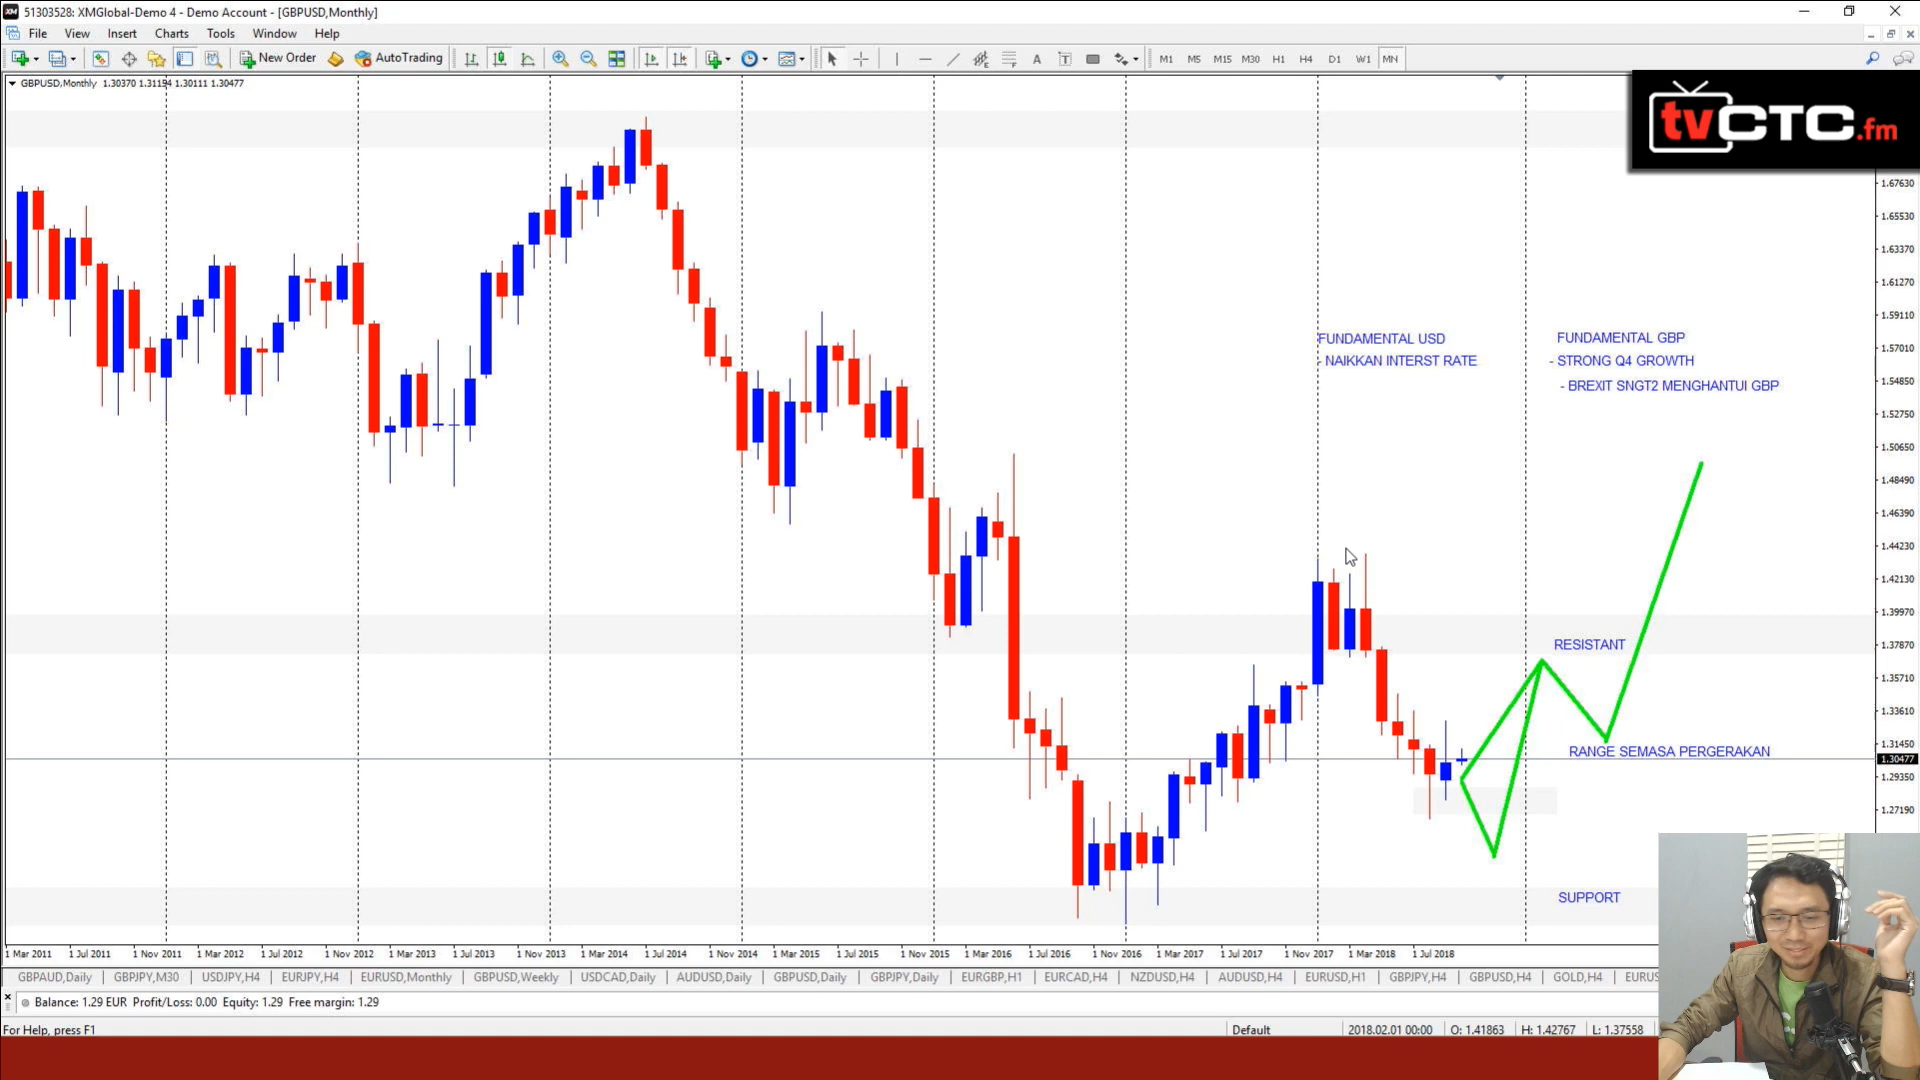 51303528: XMGlobal-Demo 4 - Demo Account - [GBPUSD,Monthly]
File View Insert Charts Tools Window Help
New Order AutoTrading M1 M5 M15 M30 H1 H4 D1 W1 MN
GBPUSD,Monthly 1.30370 1.31194 1.30111 1.30477
tvCTC.fm
1.67630
1.65530
1.63370
1.61270
1.59110
FUNDAMENTAL USD
FUNDAMENTAL GBP
1.57010
- NAIKKAN INTERST RATE
- STRONG Q4 GROWTH
1.54850
- BREXIT SNGT2 MENGHANTUI GBP
1.52750
1.50650
1.48490
1.46390
1.44230
1.42130
1.39970
RESISTANT
1.37870
1.35710
1.33610
1.31450
RANGE SEMASA PERGERAKAN
1.30477
1.29350
1.27190
SUPPORT
1 Mar 2011 1 Jul 2011 1 Nov 2011 1 Mar 2012 1 Jul 2012 1 Nov 2012 1 Mar 2013 1 Jul 2013 1 Nov 2013 1 Mar 2014 1 Jul 2014 1 Nov 2014 1 Mar 2015 1 Jul 2015 1 Nov 2015 1 Mar 2016 1 Jul 2016 1 Nov 2016 1 Mar 2017 1 Jul 2017 1 Nov 2017 1 Mar 2018 1 Jul 2018
GBPAUD,Daily GBPJPY,M30 USDJPY,H4 EURJPY,H4 EURUSD,Monthly GBPUSD,Weekly USDCAD,Daily AUDUSD,Daily GBPUSD,Daily GBPJPY,Daily EURGBP,H1 EURCAD,H4 NZDUSD,H4 AUDUSD,H4 EURUSD,H1 GBPJPY,H4 GBPUSD,H4 GOLD,H4 EURUS
Balance: 1.29 EUR Profit/Loss: 0.00 Equity: 1.29 Free margin: 1.29
For Help, press F1 Default 2018.02.01 00:00 O: 1.41863 H: 1.42767 L: 1.37558